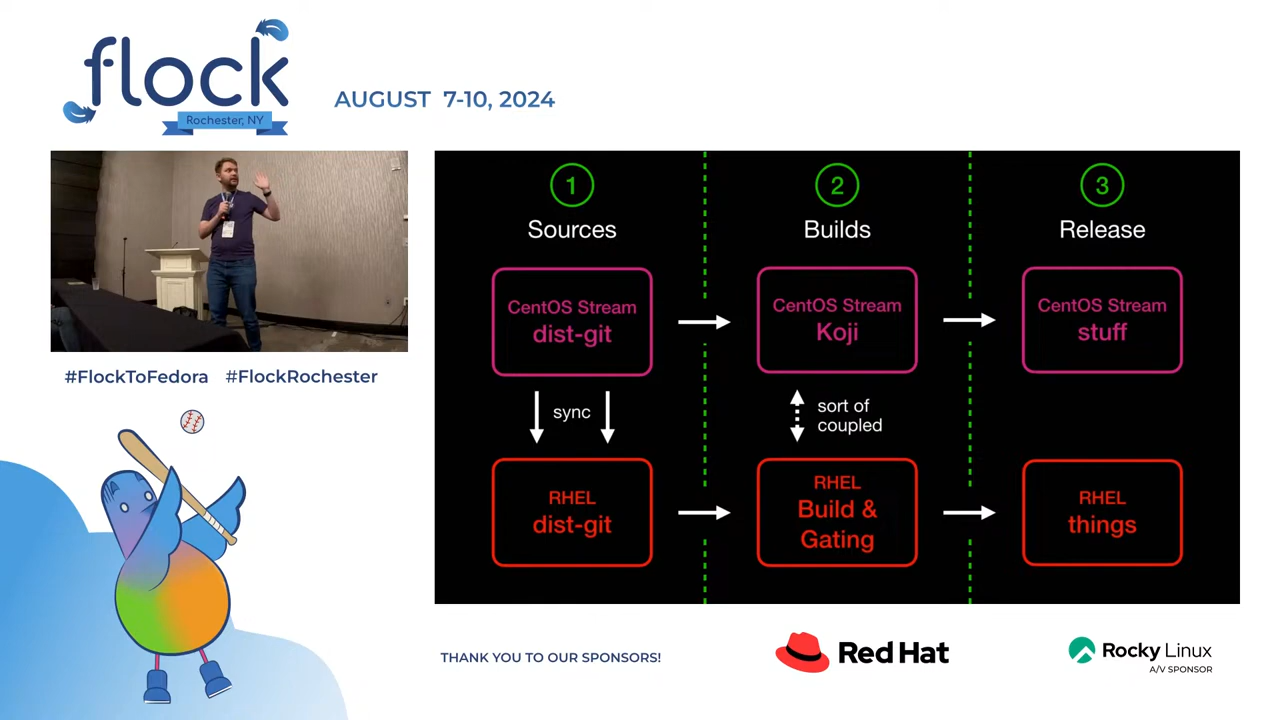 flock
Rochester, NY
AUGUST 7-10, 2024
#FlockToFedora #FlockRochester
1
Sources
2
Builds
3
Release
CentOS Stream
dist-git
CentOS Stream
Koji
CentOS Stream
stuff
sync
sort of
coupled
RHEL
dist-git
RHEL
Build &
Gating
RHEL
things
THANK YOU TO OUR SPONSORS!
Red Hat
Rocky Linux
A/V SPONSOR